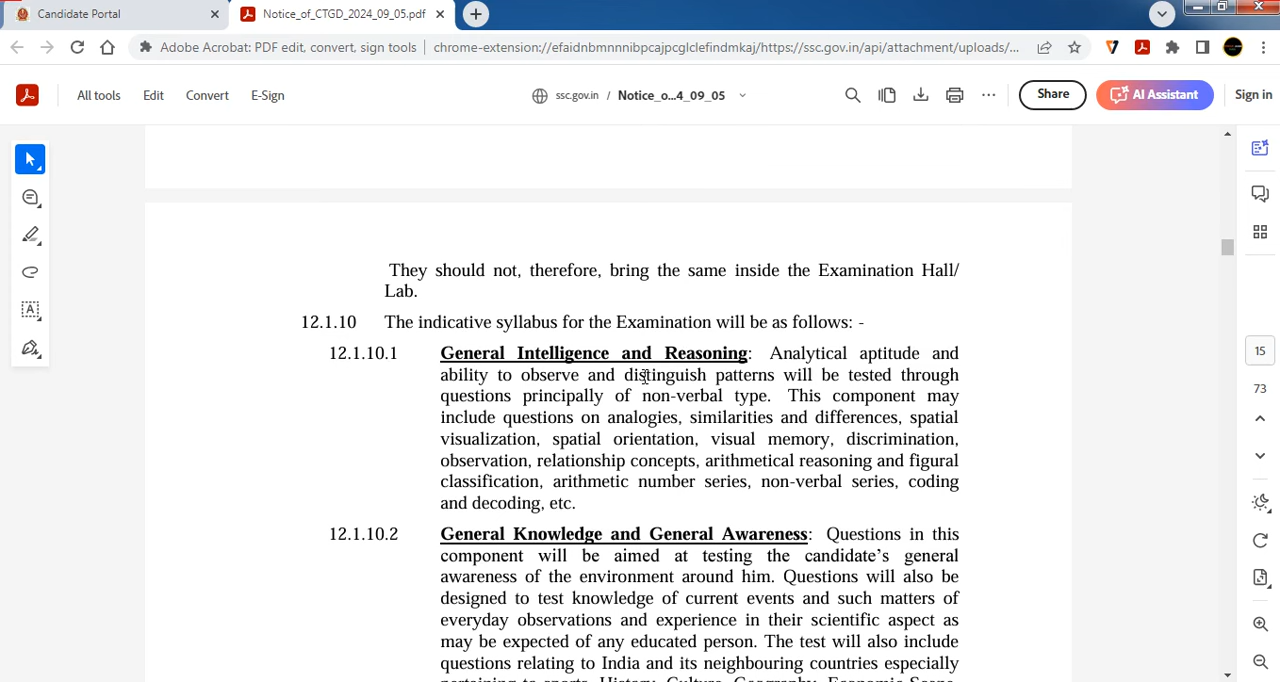 Candidate Portal
Notice_of_CTGD_2024_09_05.pdf
Adobe Acrobat: PDF edit, convert, sign tools
chrome-extension://efaidnbmnnnibpcajpcglclefindmkaj/https://ssc.gov.in/api/attachment/uploads/...
All tools Edit Convert E-Sign
ssc.gov.in / Notice_o...4_09_05
Share
AI Assistant
Sign in
They should not, therefore, bring the same inside the Examination Hall/
Lab.
12.1.10 The indicative syllabus for the Examination will be as follows: -
12.1.10.1 General Intelligence and Reasoning: Analytical aptitude and
ability to observe and distinguish patterns will be tested through
questions principally of non-verbal type. This component may
include questions on analogies, similarities and differences, spatial
visualization, spatial orientation, visual memory, discrimination,
observation, relationship concepts, arithmetical reasoning and figural
classification, arithmetic number series, non-verbal series, coding
and decoding, etc.
12.1.10.2 General Knowledge and General Awareness: Questions in this
component will be aimed at testing the candidate's general
awareness of the environment around him. Questions will also be
designed to test knowledge of current events and such matters of
everyday observations and experience in their scientific aspect as
may be expected of any educated person. The test will also include
questions relating to India and its neighbouring countries especially
pertaining to sports, History, Culture, Geography, Economic Scene,
15
73